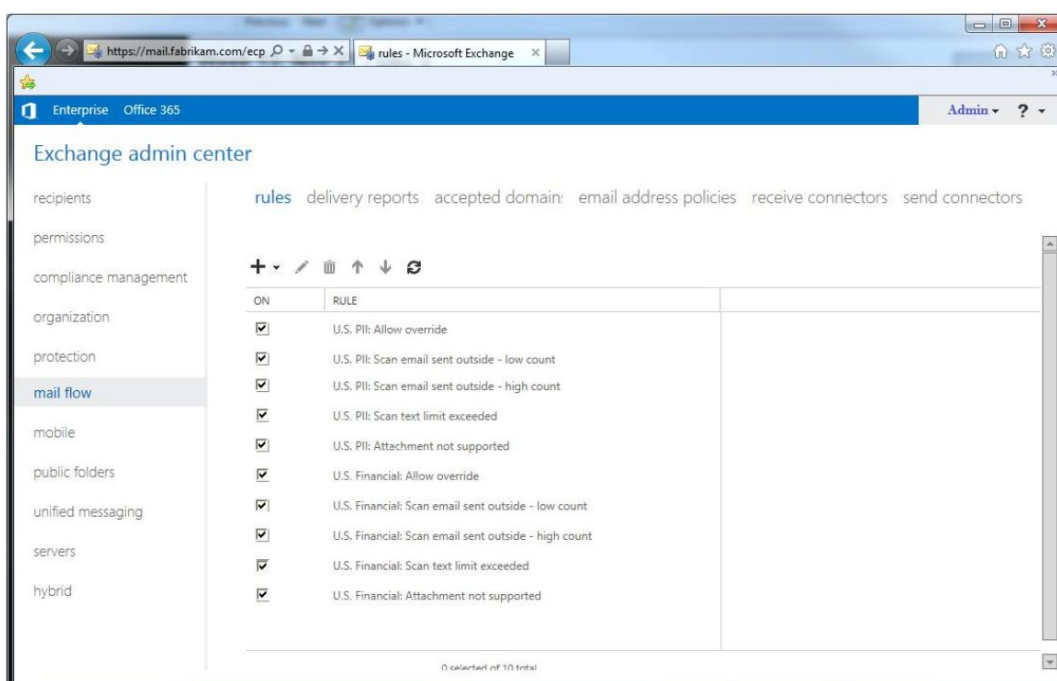 https://mail.fabrikam.com/ecp
rules - Microsoft Exchange
Enterprise Office 365
Admin ?
Exchange admin center
recipients
permissions
compliance management
organization
protection
mail flow
mobile
public folders
unified messaging
servers
hybrid
rules delivery reports accepted domain email address policies receive connectors send connectors
ON RULE
U.S. PII: Allow override
U.S. PII: Scan email sent outside - low count
U.S. PII: Scan email sent outside - high count
U.S. PII: Scan text limit exceeded
U.S. PII: Attachment not supported
U.S. Financial: Allow override
U.S. Financial: Scan email sent outside - low count
U.S. Financial: Scan email sent outside - high count
U.S. Financial: Scan text limit exceeded
U.S. Financial: Attachment not supported
0 selected of 10 total